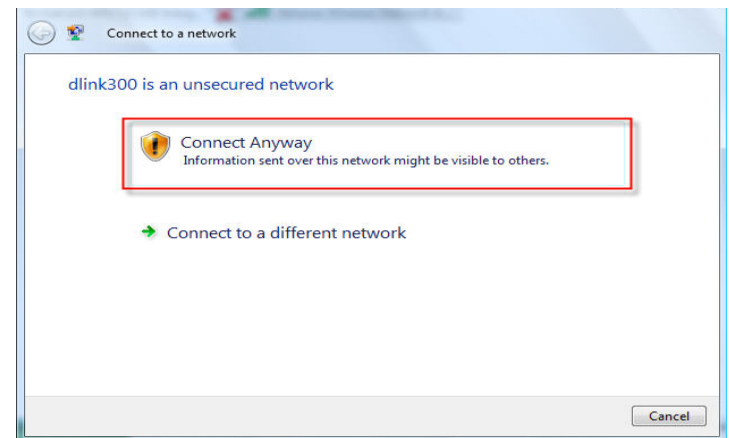 Connect to a network
dlink300 is an unsecured network
Connect Anyway
Information sent over this network might be visible to others.
Connect to a different network
Cancel